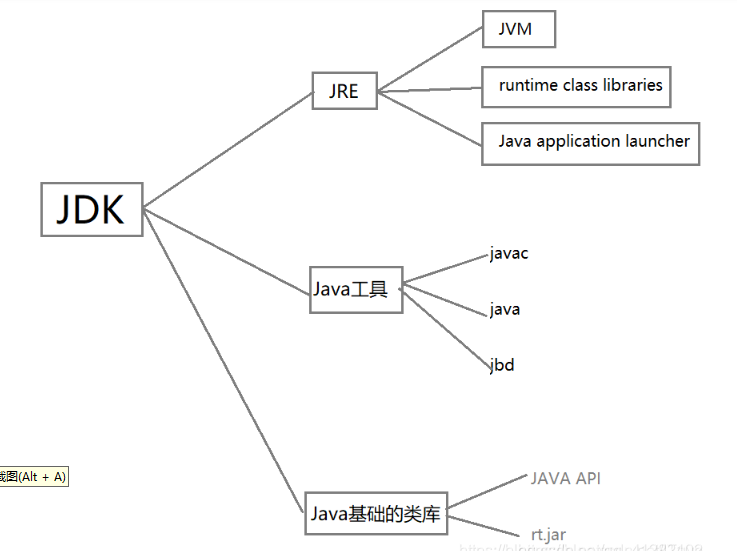 JVM
JRE
runtime class libraries
Java application launcher
JDK
javac
Java工具
java
jbd
截图(Alt + A)
JAVA API
Java基础的类库
rt.jar